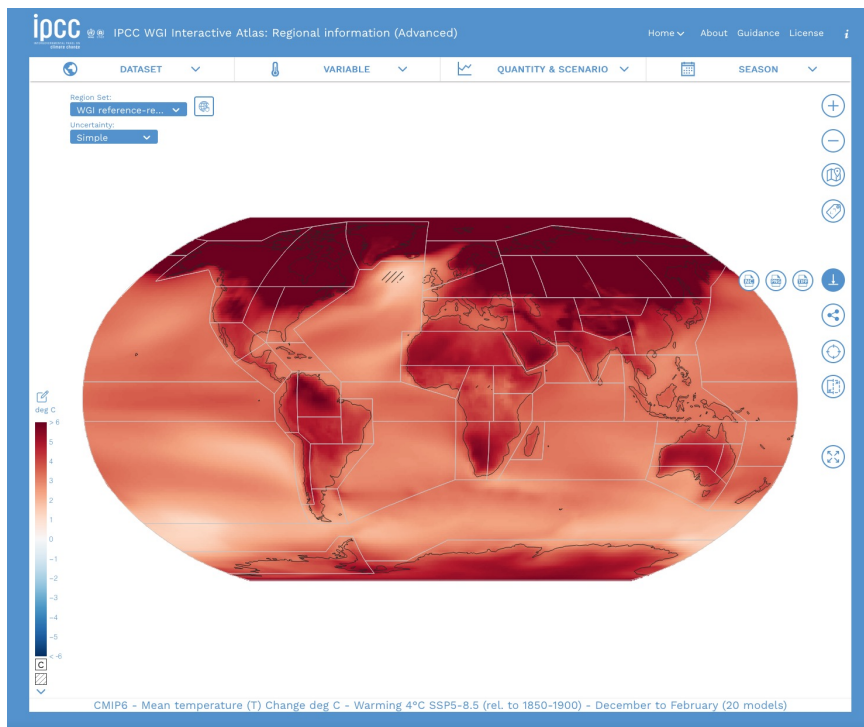 ipcc
IPCC WGI Interactive Atlas: Regional information (Advanced)
Home
About
Guidance
License
i
DATASET
VARIABLE
QUANTITY & SCENARIO
SEASON
Region Set:
WGI reference-re...
Uncertainty:
Simple
PNG
deg C
> 6
5
4
3
2
1
0
−1
−2
−3
−4
−5
< -6
C
CMIP6 - Mean temperature (T) Change deg C - Warming 4°C SSP5-8.5 (rel. to 1850-1900) - December to February (20 models)